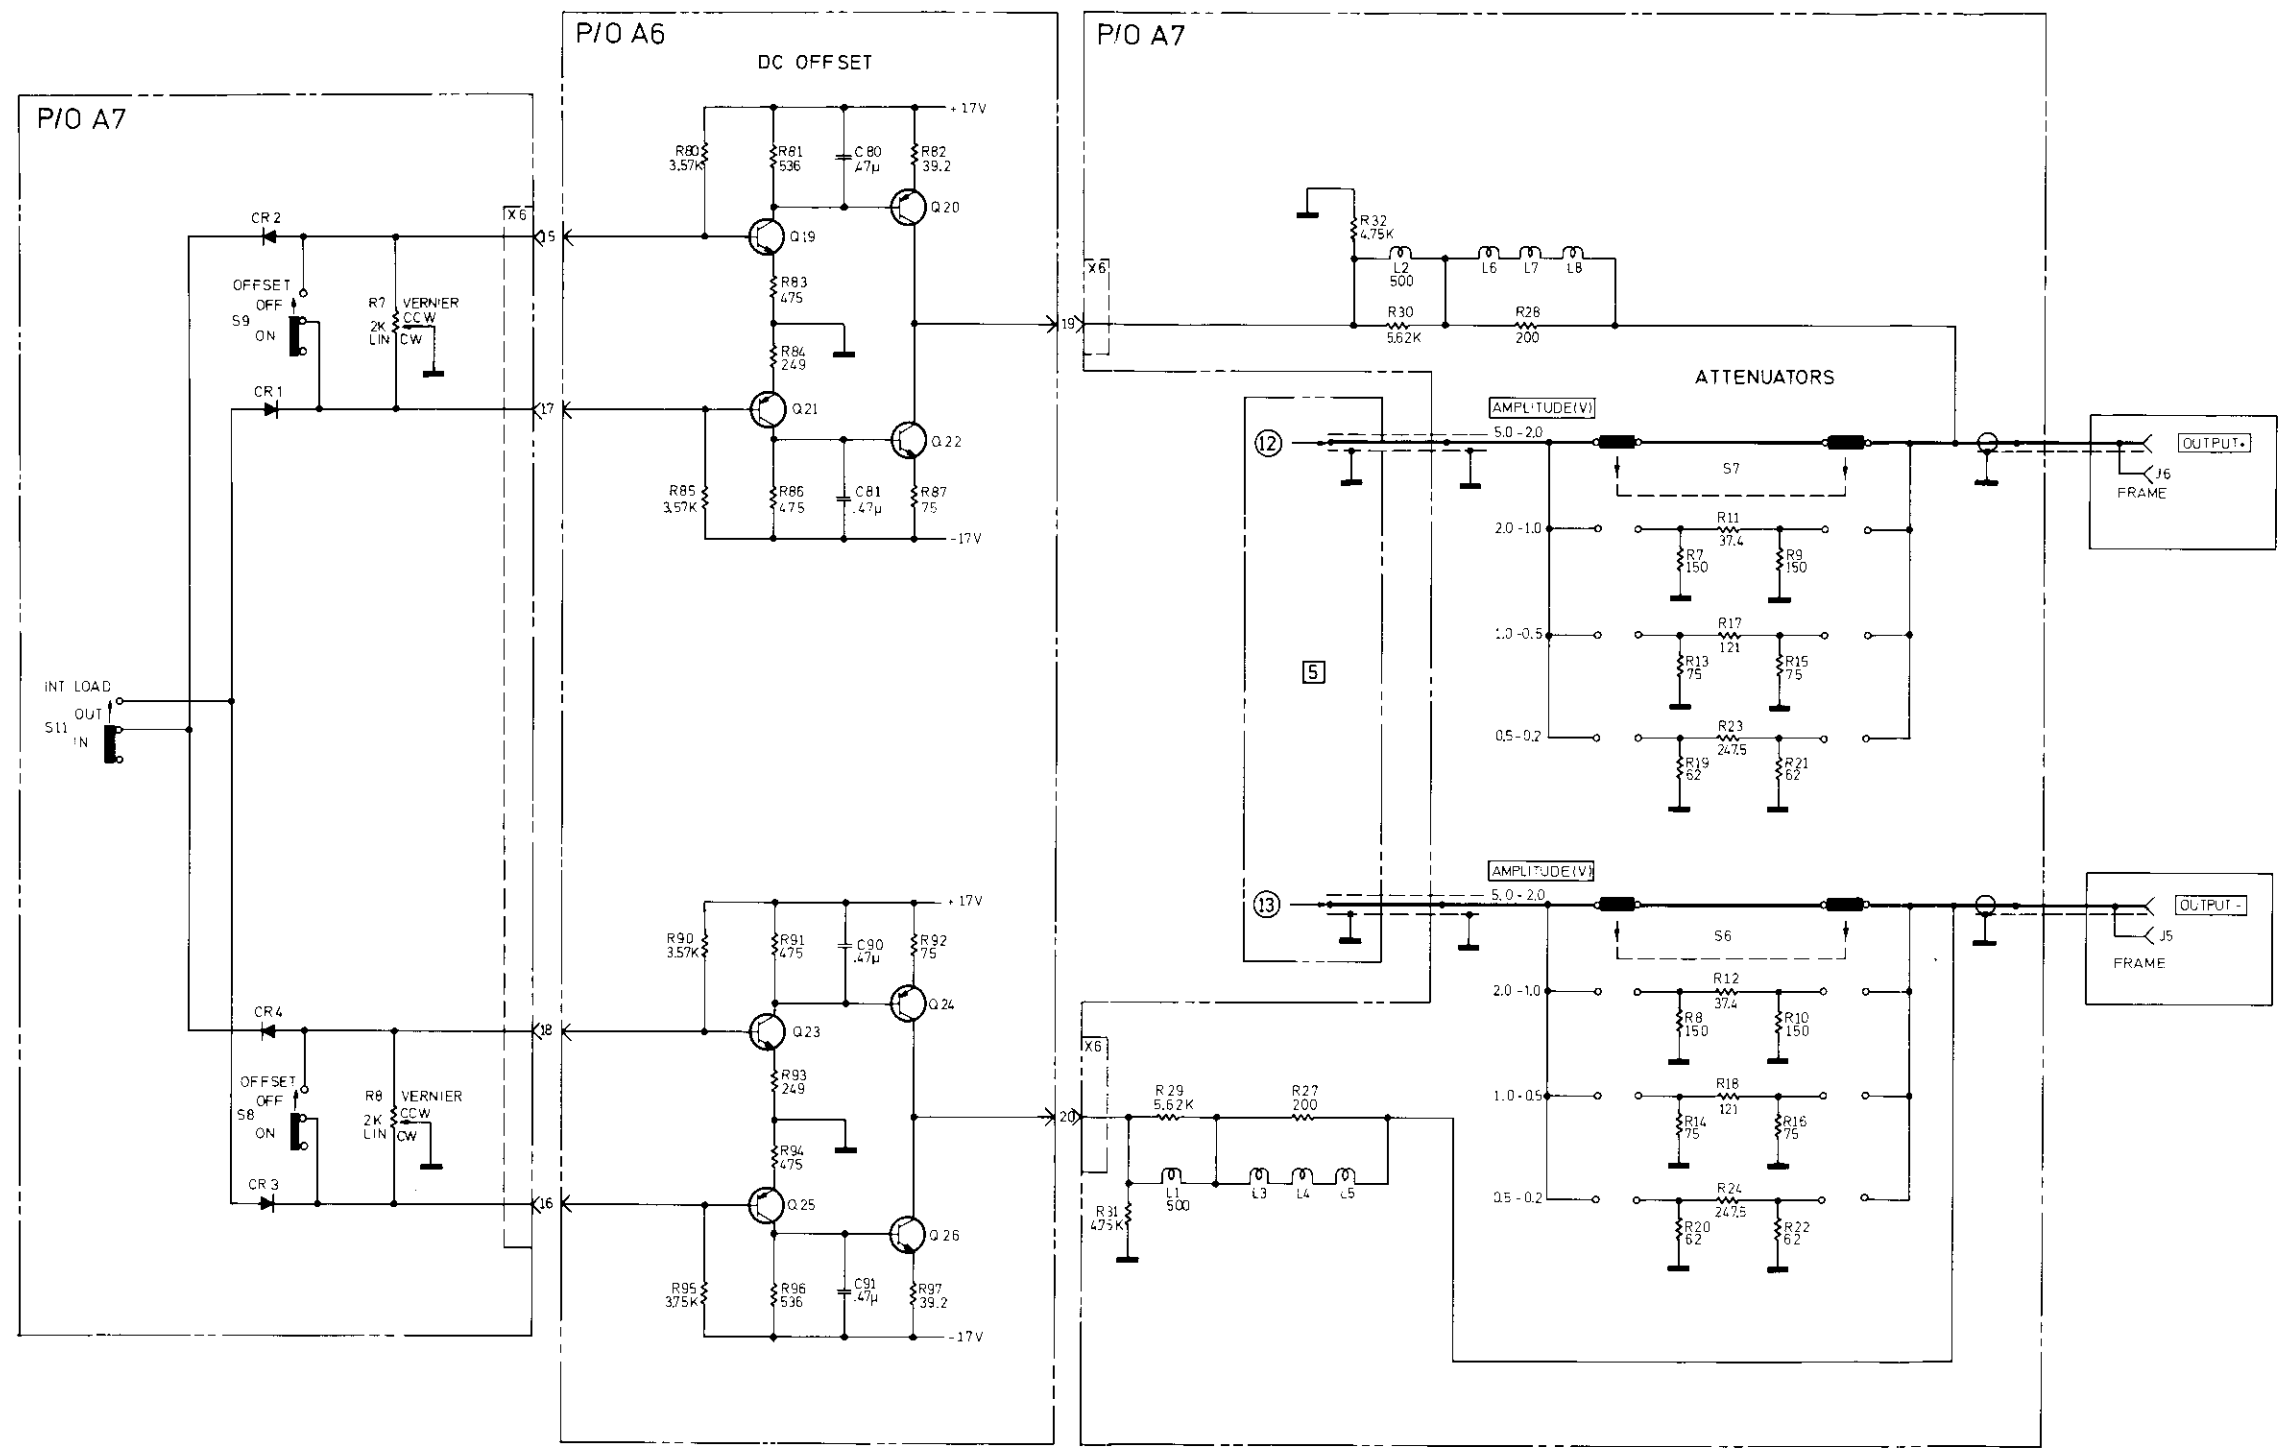 P/O A7
INT LOAD
OUT
S11
IN
CR2
OFFSET
OFF
S9
ON
R7
2K
LIN
VERNIER
CCW
CW
CR1
CR4
OFFSET
OFF
S8
ON
R8
2K
LIN
VERNIER
CCW
CW
CR3
X6
15
17
18
16
P/O A6
DC OFFSET
+17V
R80
3.57K
R81
536
C80
.47µ
R82
39.2
Q20
Q19
R83
475
R84
249
Q21
Q22
R85
3.57K
R86
475
C81
.47µ
R87
75
-17V
19
+17V
R90
3.57K
R91
475
C90
.47µ
R92
75
Q24
Q23
R93
249
R94
475
Q25
Q26
R95
3.75K
R96
536
C91
.47µ
R97
39.2
-17V
20
P/O A7
X6
R32
4.75K
L2
500
L6
L7
L8
R30
5.62K
R28
200
ATTENUATORS
AMPLITUDE(V)
12
5.0-2.0
S7
OUTPUT+
J6
FRAME
2.0-1.0
R11
37.4
R7
150
R9
150
1.0-0.5
R17
121
R13
75
R15
75
5
0.5-0.2
R23
247.5
R19
62
R21
62
AMPLITUDE(V)
13
5.0-2.0
S6
OUTPUT-
J5
FRAME
2.0-1.0
R12
37.4
R8
150
R10
150
1.0-0.5
R18
121
R14
75
R16
75
0.5-0.2
R24
247.5
R20
62
R22
62
X6
R29
5.62K
R27
200
L1
500
L3
L4
L5
R31
4.75K